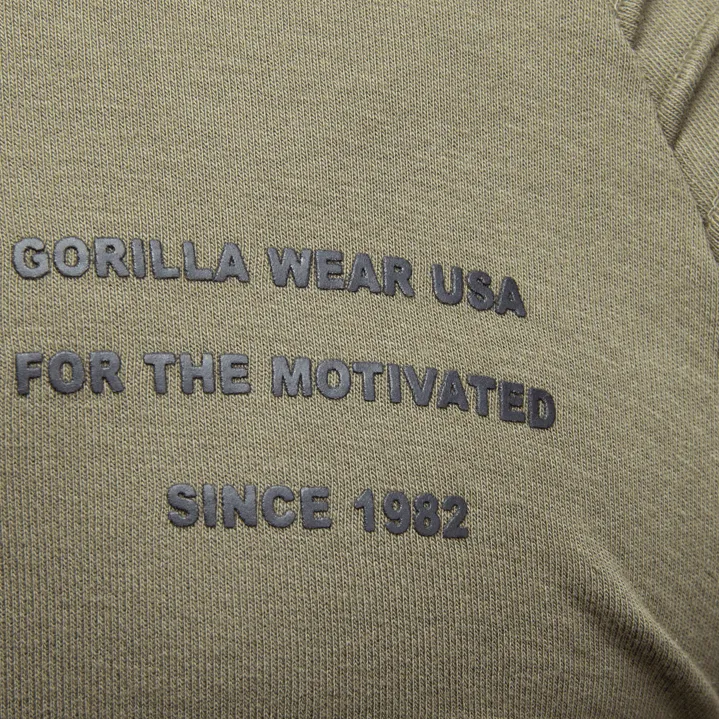 GORILLA WEAR USA
FOR THE MOTIVATED
SINCE 1982